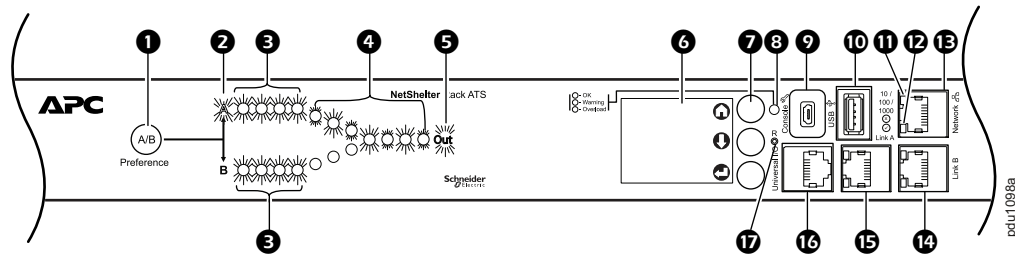 1 2 3 4 5 6 7 8 9 10 11 12 13
APC
A/B
Preference
A
B
NetShelter ack ATS
Out
Schneider
Electric
OK
Warning
Overload
Console
USB
10 /
100 /
1000
Link A
Network
R
Universal I/O
Link B
3 17 16 15 14
pdu1098a